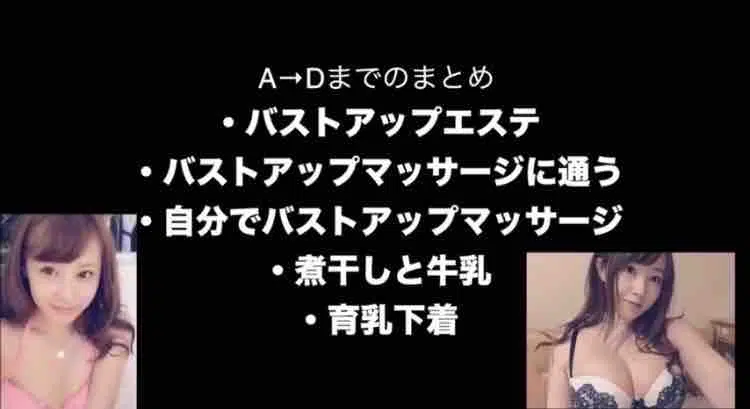 A→Dまでのまとめ
・バストアップエステ
・バストアップマッサージに通う
・自分でバストアップマッサージ
・煮干しと牛乳
・育乳下着